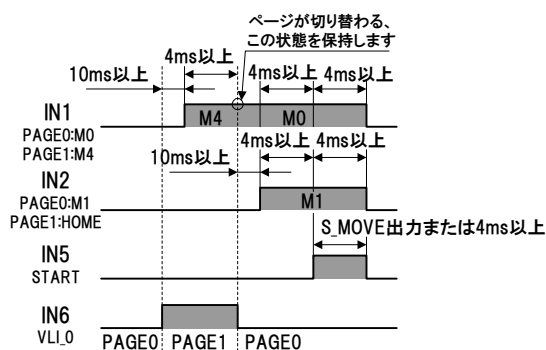 ページが切り替わる、
この状態を保持します
4ms以上
10ms以上
4ms以上
4ms以上
IN1
PAGE0:M0
PAGE1:M4
M4
M0
4ms以上
4ms以上
10ms以上
IN2
PAGE0:M1
PAGE1:HOME
M1
S_MOVE出力または4ms以上
IN5
START
IN6
VLI_0
PAGE0
PAGE1
PAGE0